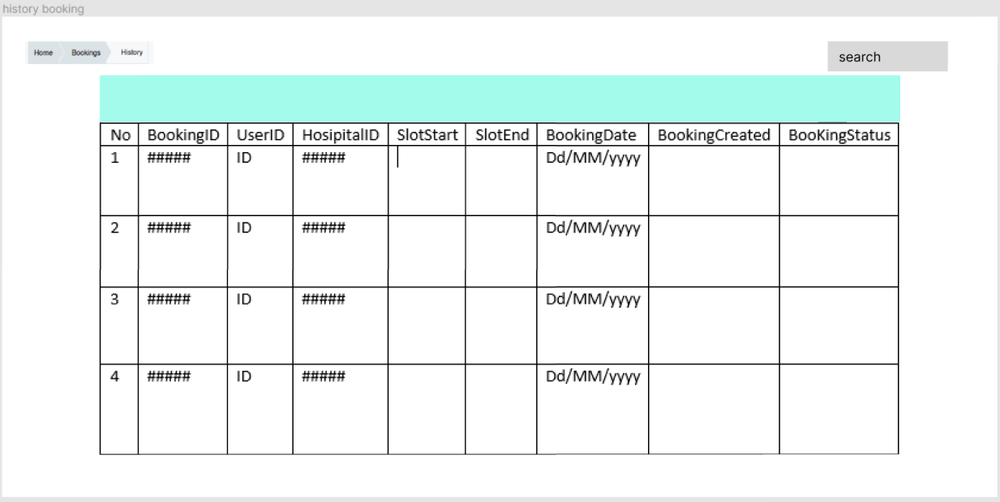 history booking
Home Bookings History
search
No BookingID UserID HosipitalID SlotStart SlotEnd BookingDate BookingCreated BooKingStatus
1 ##### ID ##### Dd/MM/yyyy
2 ##### ID ##### Dd/MM/yyyy
3 ##### ID ##### Dd/MM/yyyy
4 ##### ID ##### Dd/MM/yyyy